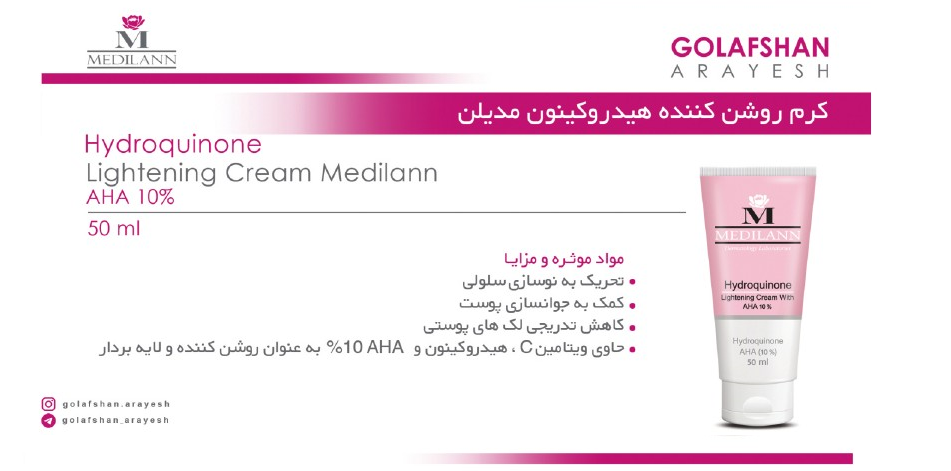 M
MEDILANN
GOLAFSHAN
ARAYESH
کرم روشن کننده هیدروکینون مدیلن
Hydroquinone
Lightening Cream Medilann
AHA 10%
50 ml
مواد موثره و مزایا
• تحریک به نوسازی سلولی
• کمک به جوانسازی پوست
• کاهش تدریجی لک های پوستی
• حاوی ویتامین C ، هیدروکینون و AHA 10% به عنوان روشن کننده و لایه بردار
M
MEDILANN
Hydroquinone
Lightening Cream With
AHA 10 %
Hydroquinone
AHA (10%)
50 ml
golafshan.arayesh
golafshan_arayesh